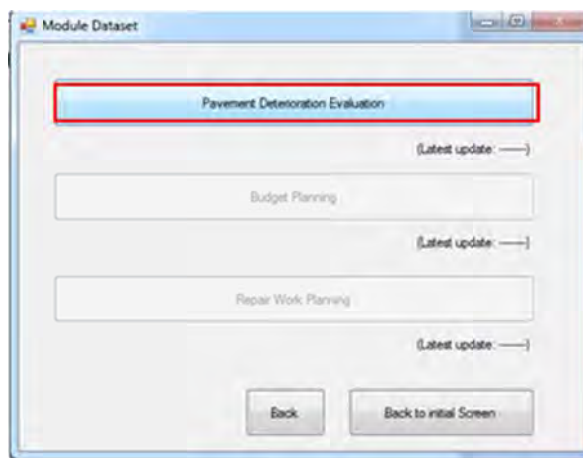 Module Dataset
Pavement Deterioration Evaluation
(Latest update: -----)
Budget Planning
(Latest update: -----)
Repair Work Planning
(Latest update: -----)
Back
Back to initial Screen